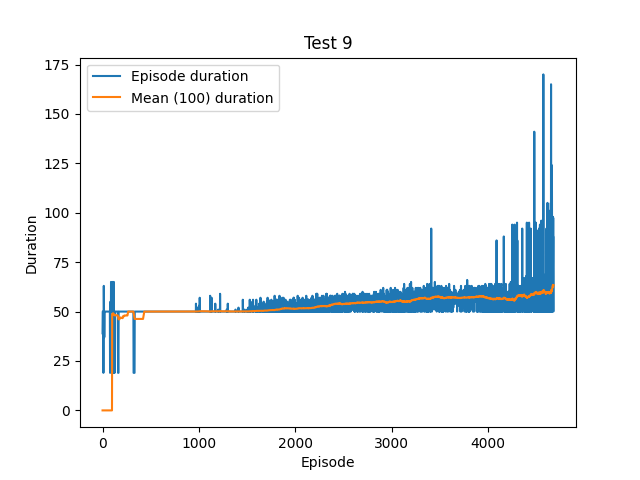 Test 9
Episode duration
Mean (100) duration
Duration
175
150
125
100
75
50
25
0
0 1000 2000 3000 4000
Episode